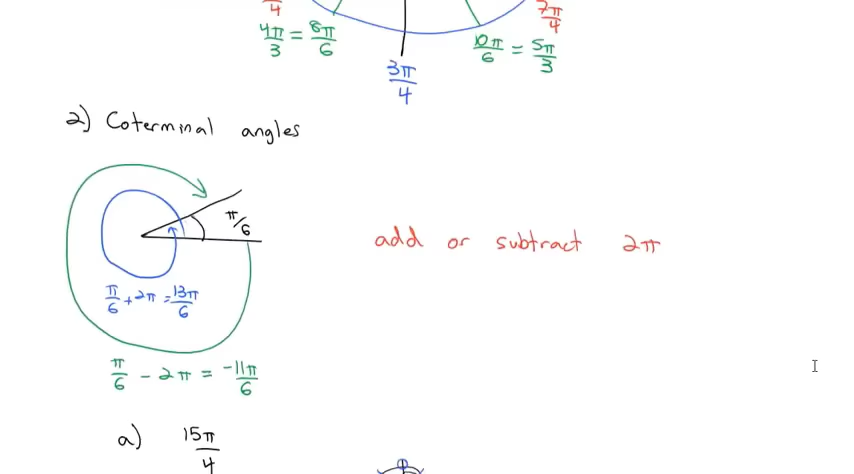 π/4
7π/4
4π/3 = 8π/6
10π/6 = 5π/3
3π/4
2) Coterminal angles
π/6
add or subtract 2π
π/6 + 2π = 13π/6
π/6 - 2π = -11π/6
a) 15π/4